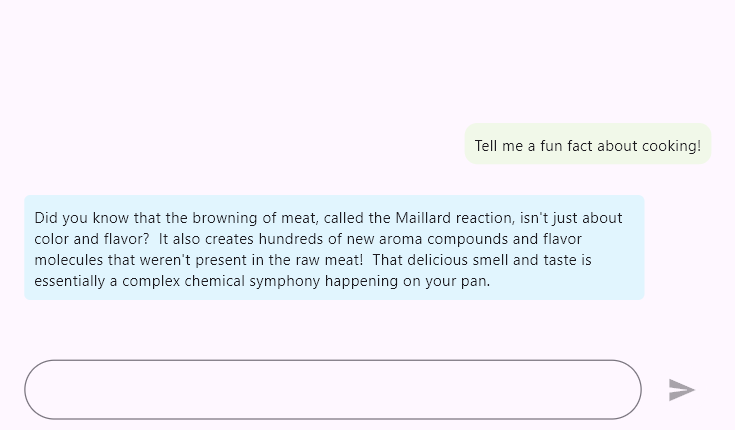 Tell me a fun fact about cooking!
Did you know that the browning of meat, called the Maillard reaction, isn't just about
color and flavor?  It also creates hundreds of new aroma compounds and flavor
molecules that weren't present in the raw meat!  That delicious smell and taste is
essentially a complex chemical symphony happening on your pan.